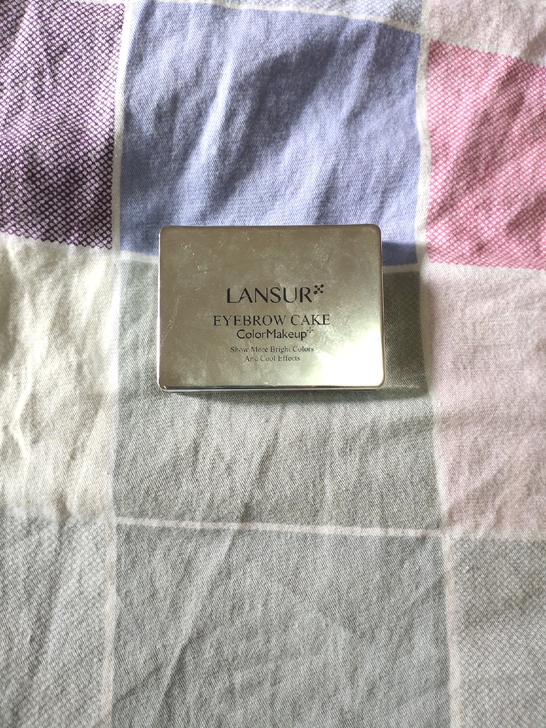 LANSUR
EYEBROW CAKE
ColorMakeup
Show More Bright Colors
And Cool Effects